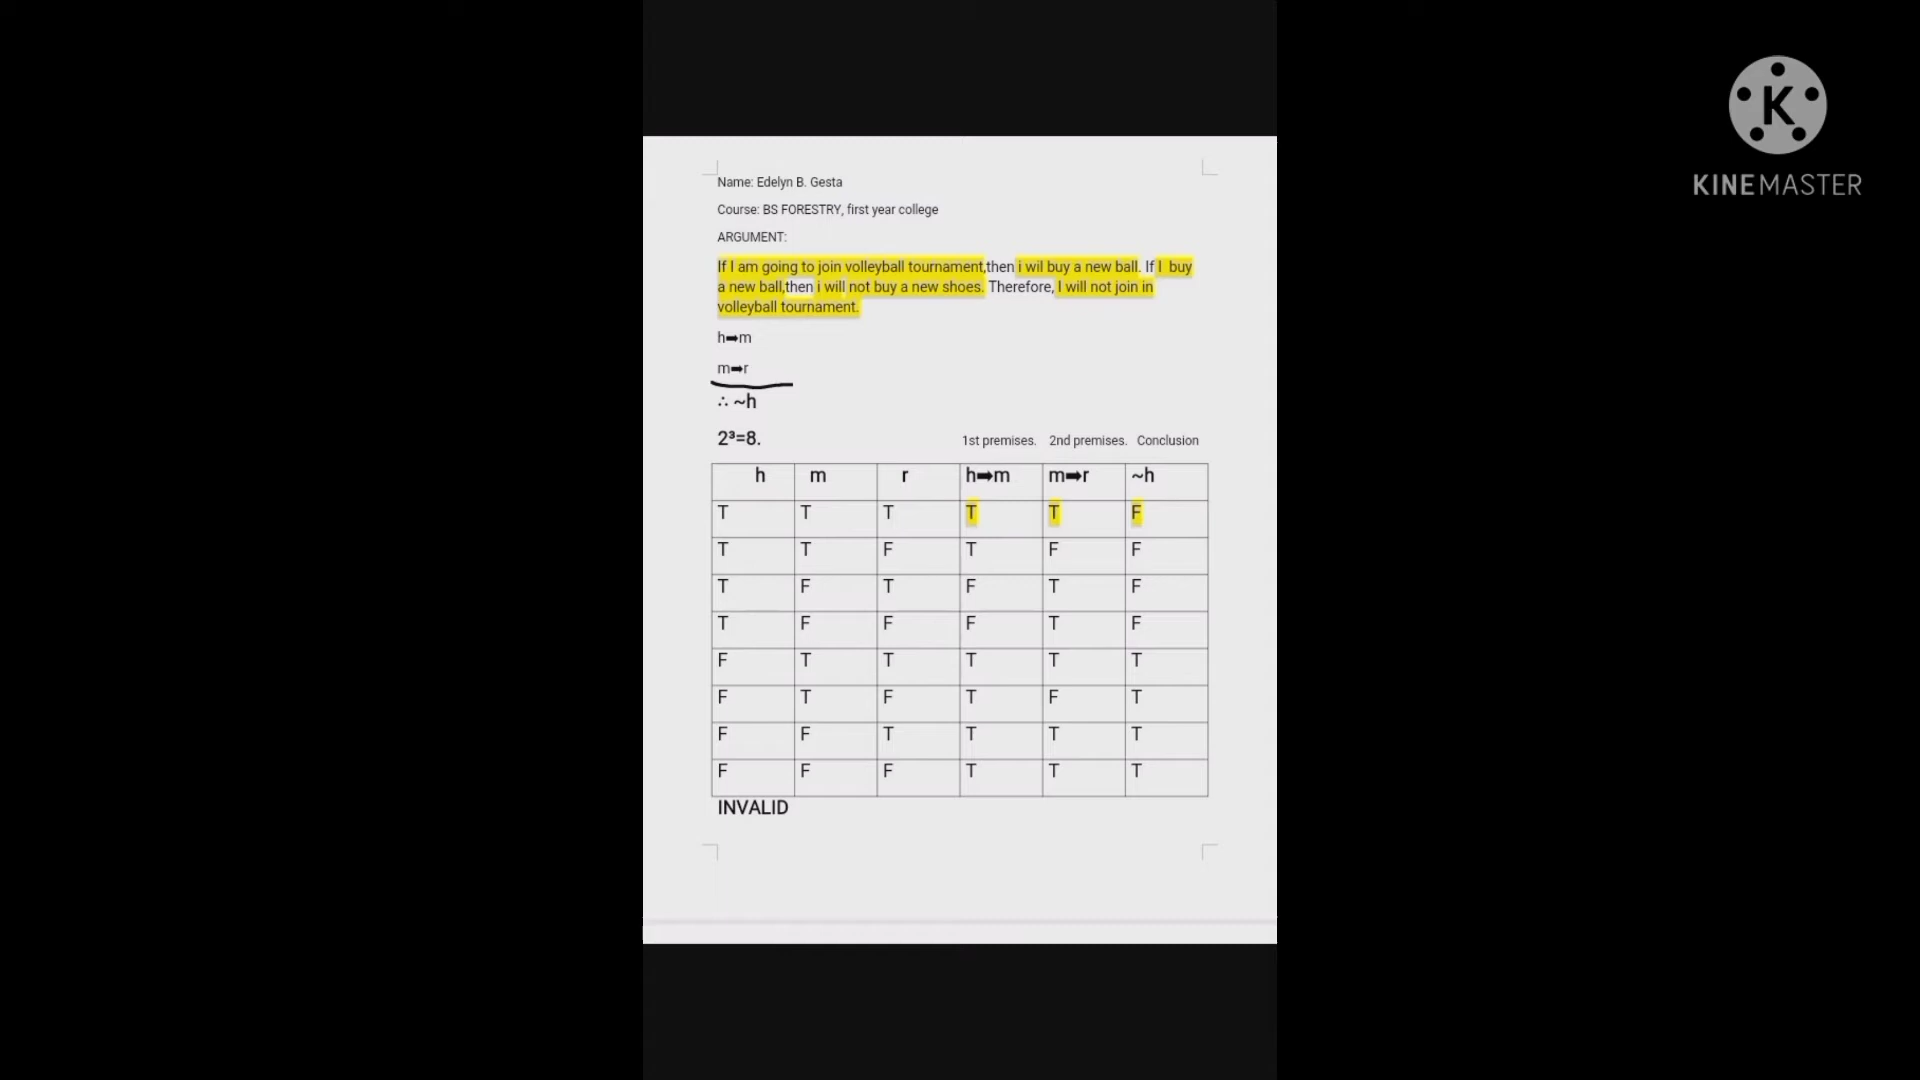 KINEMASTER
Name: Edelyn B. Gesta
Course: BS FORESTRY, first year college
ARGUMENT:
If I am going to join volleyball tournament,then i wil buy a new ball. If I buy
a new ball,then i will not buy a new shoes. Therefore, I will not join in
volleyball tournament.
h➡m
m➡r
∴ ~h
2³=8. 1st premises. 2nd premises. Conclusion
h m r h➡m m➡r ~h
T T T T T F
T T F T F F
T F T F T F
T F F F T F
F T T T T T
F T F T F T
F F T T T T
F F F T T T
INVALID